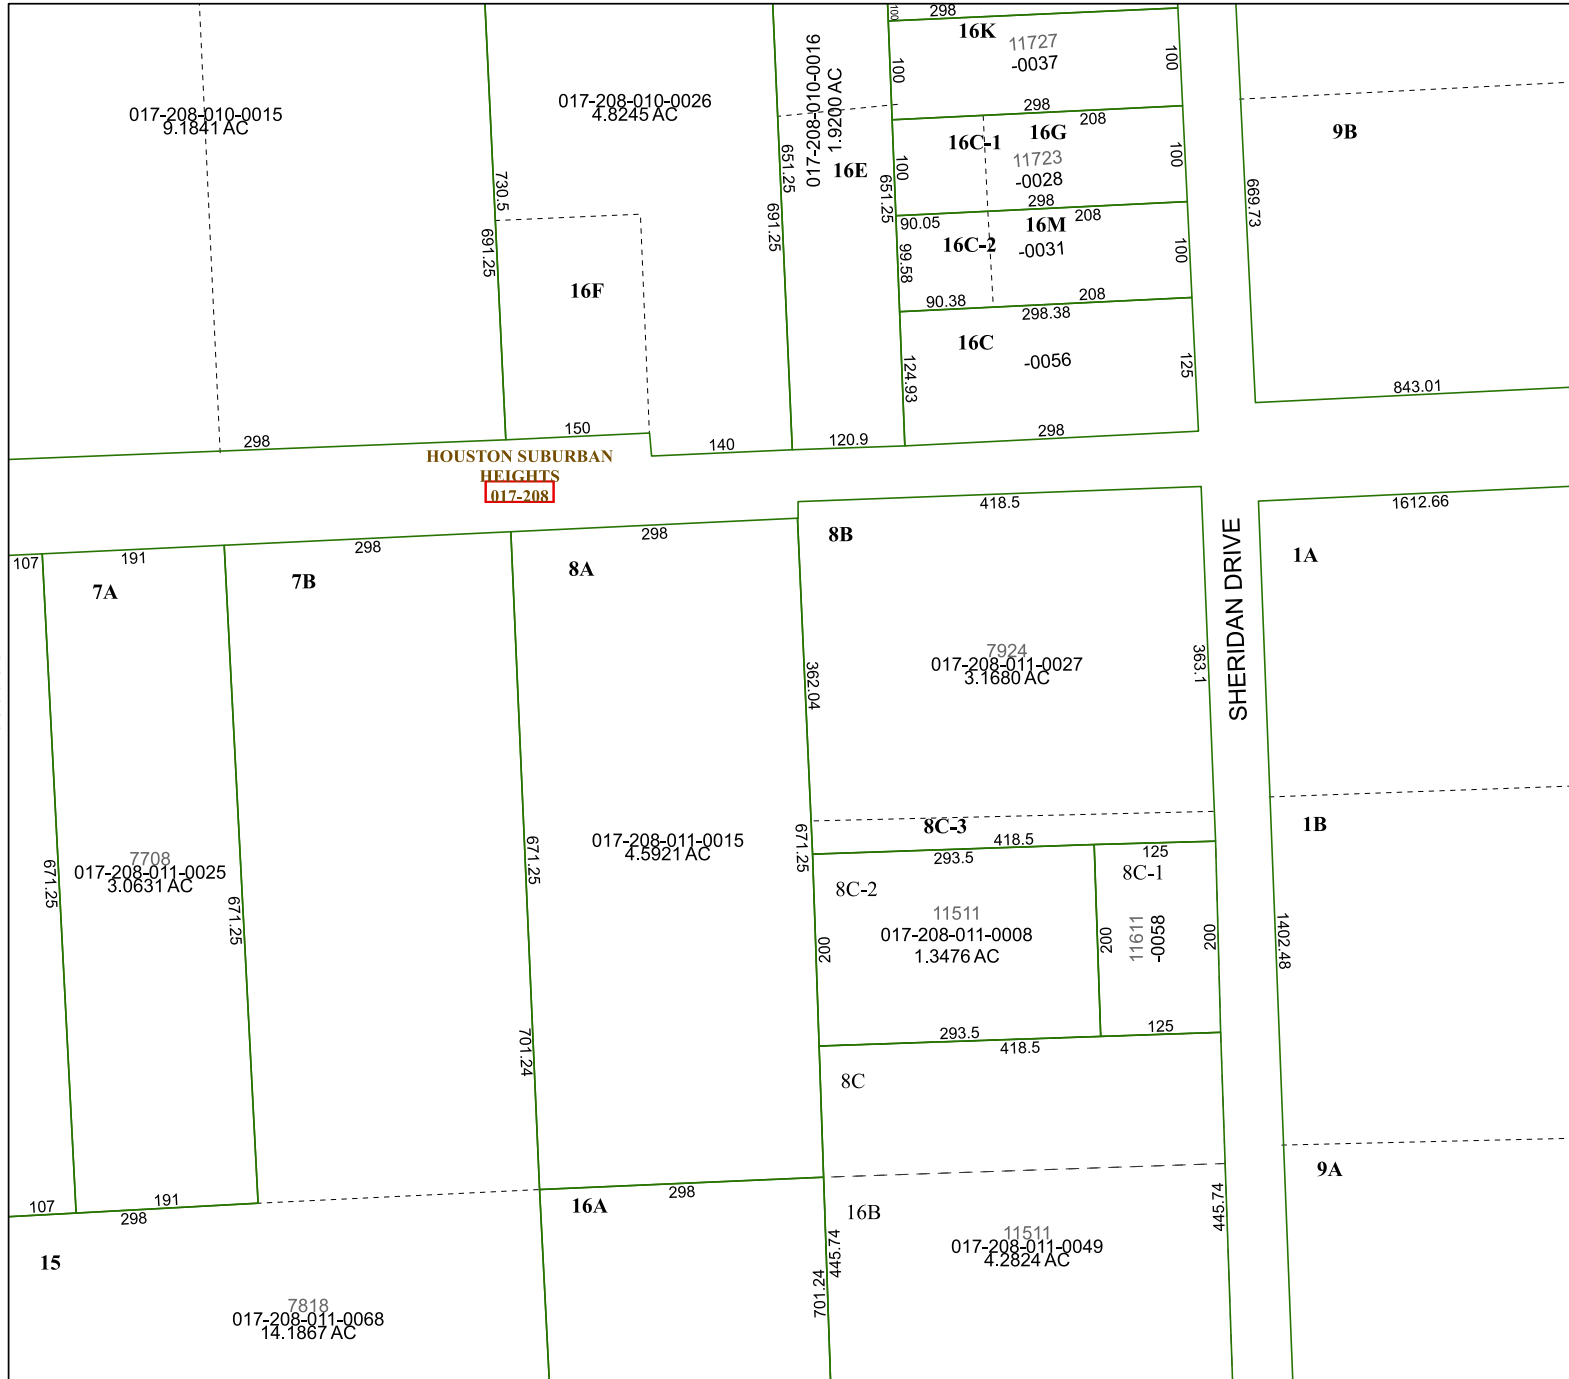 298
100
16K
11727
-0037
100
100
298
017-208-010-0015
9.1841 AC
017-208-010-0026
4.8245 AC
017-208-010-0016
1.9200 AC
16E
208
16G
16C-1
11723
-0028
100
100
298
9B
730.5
691.25
651.25
691.25
651.25
669.73
90.05
208
16M
16C-2
-0031
99.58
100
90.38
208
16F
298.38
16C
-0056
124.93
125
843.01
298
150
140
120.9
298
HOUSTON SUBURBAN
HEIGHTS
017-208
418.5
1612.66
107
191
298
298
8B
1A
7A
7B
8A
SHERIDAN DRIVE
7924
017-208-011-0027
3.1680 AC
362.04
363.1
8C-3
1B
418.5
671.25
671.25
017-208-011-0015
4.5921 AC
293.5
125
7708
017-208-011-0025
3.0631 AC
671.25
671.25
8C-2
8C-1
11511
017-208-011-0008
1.3476 AC
200
200
11611
-0058
200
1402.48
701.24
293.5
125
418.5
8C
9A
107
191
298
298
16A
16B
445.74
15
11511
017-208-011-0049
4.2824 AC
445.74
701.24
7818
017-208-011-0068
14.1867 AC